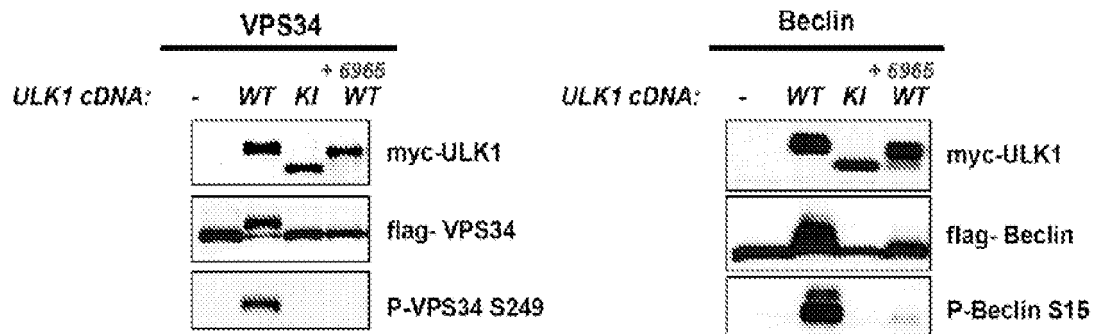 VPS34
+ 6965
ULK1 cDNA: - WT KI WT
myc-ULK1
flag- VPS34
P-VPS34 S249
Beclin
+ 6965
ULK1 cDNA: - WT KI WT
myc-ULK1
flag- Beclin
P-Beclin S15